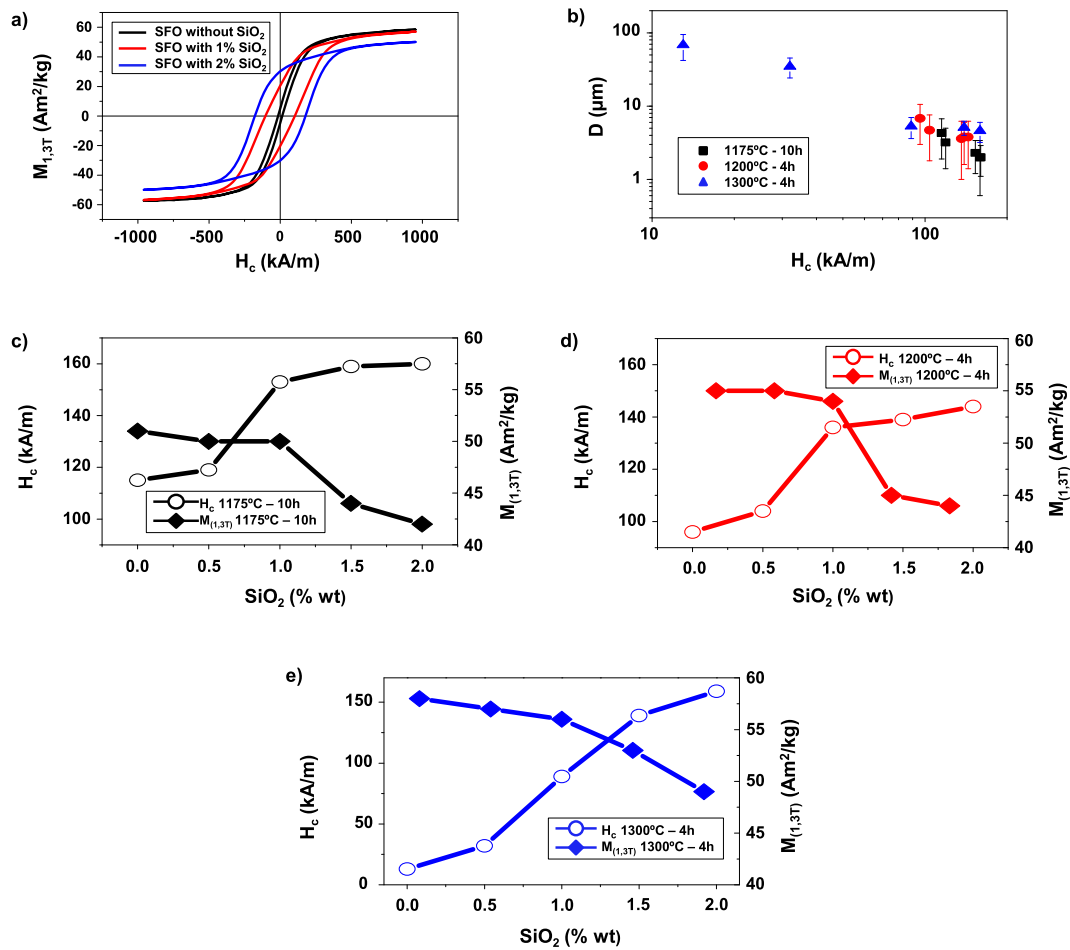 a)
SFO without SiO2
SFO with 1% SiO2
SFO with 2% SiO2
M1,3T (Am2/kg)
60
40
20
0
-20
-40
-60
-1000
-500
0
500
1000
Hc (kA/m)
b)
D (μm)
100
10
1
1175ºC - 10h
1200ºC - 4h
1300ºC - 4h
10
100
Hc (kA/m)
c)
Hc (kA/m)
160
140
120
100
60
55
50
45
40
M(1,3T) (Am2/kg)
Hc 1175ºC – 10h
M(1,3T) 1175ºC – 10h
0.0
0.5
1.0
1.5
2.0
SiO2 (% wt)
d)
Hc (kA/m)
160
140
120
100
60
55
50
45
40
M(1,3T) (Am2/kg)
Hc 1200ºC – 4h
M(1,3T) 1200ºC – 4h
0.0
0.5
1.0
1.5
2.0
SiO2 (% wt)
e)
Hc (kA/m)
150
100
50
0
60
55
50
45
40
M(1,3T) (Am2/kg)
Hc 1300ºC – 4h
M(1,3T) 1300ºC – 4h
0.0
0.5
1.0
1.5
2.0
SiO2 (% wt)